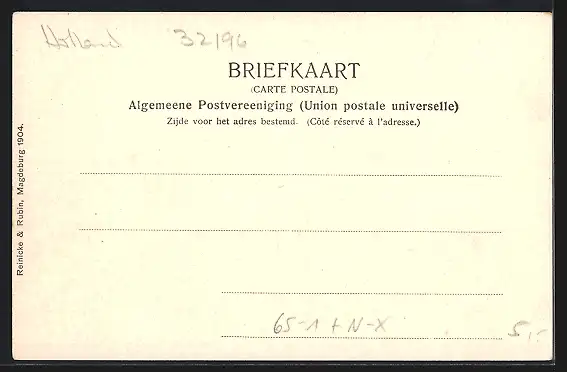 Holland 32/96
BRIEFKAART
(CARTE POSTALE)
Algemeene Postvereeniging (Union postale universelle)
Zijde voor het adres bestemd. (Côté réservé à l'adresse.)
Reinicke & Rubin, Magdeburg 1904.
65-1 + N-X
5,-